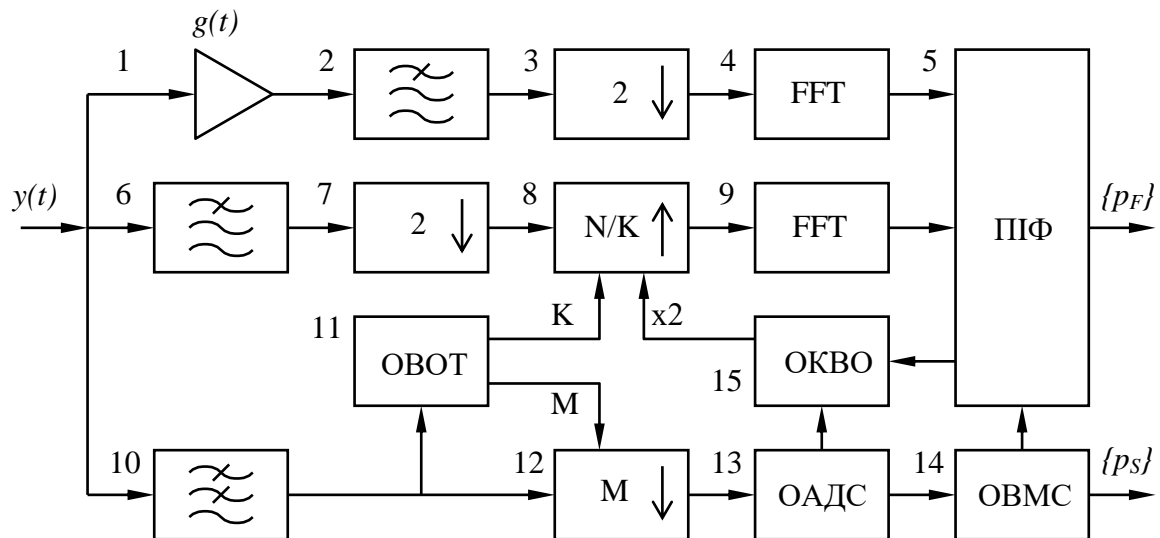 g(t)
1
2
3
4
5
2
FFT
y(t)
6
7
8
9
{p_F}
2
N/K
FFT
ПІФ
11
K
x2
ОВОТ
ОКВО
15
M
10
12
13
14
{p_S}
M
ОАДС
ОВМС